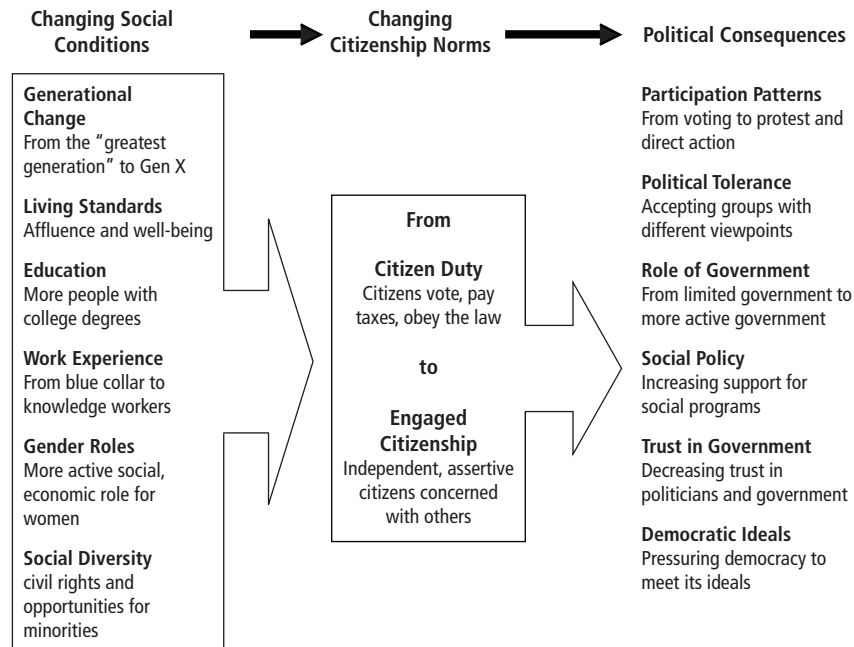 Changing Social
Conditions
Changing
Citizenship Norms
Political Consequences
Generational
Change
From the "greatest
generation" to Gen X
Living Standards
Affluence and well-being
Education
More people with
college degrees
Work Experience
From blue collar to
knowledge workers
Gender Roles
More active social,
economic role for
women
Social Diversity
civil rights and
opportunities for
minorities
From
Citizen Duty
Citizens vote, pay
taxes, obey the law
to
Engaged
Citizenship
Independent, assertive
citizens concerned
with others
Participation Patterns
From voting to protest and
direct action
Political Tolerance
Accepting groups with
different viewpoints
Role of Government
From limited government to
more active government
Social Policy
Increasing support for
social programs
Trust in Government
Decreasing trust in
politicians and government
Democratic Ideals
Pressuring democracy to
meet its ideals